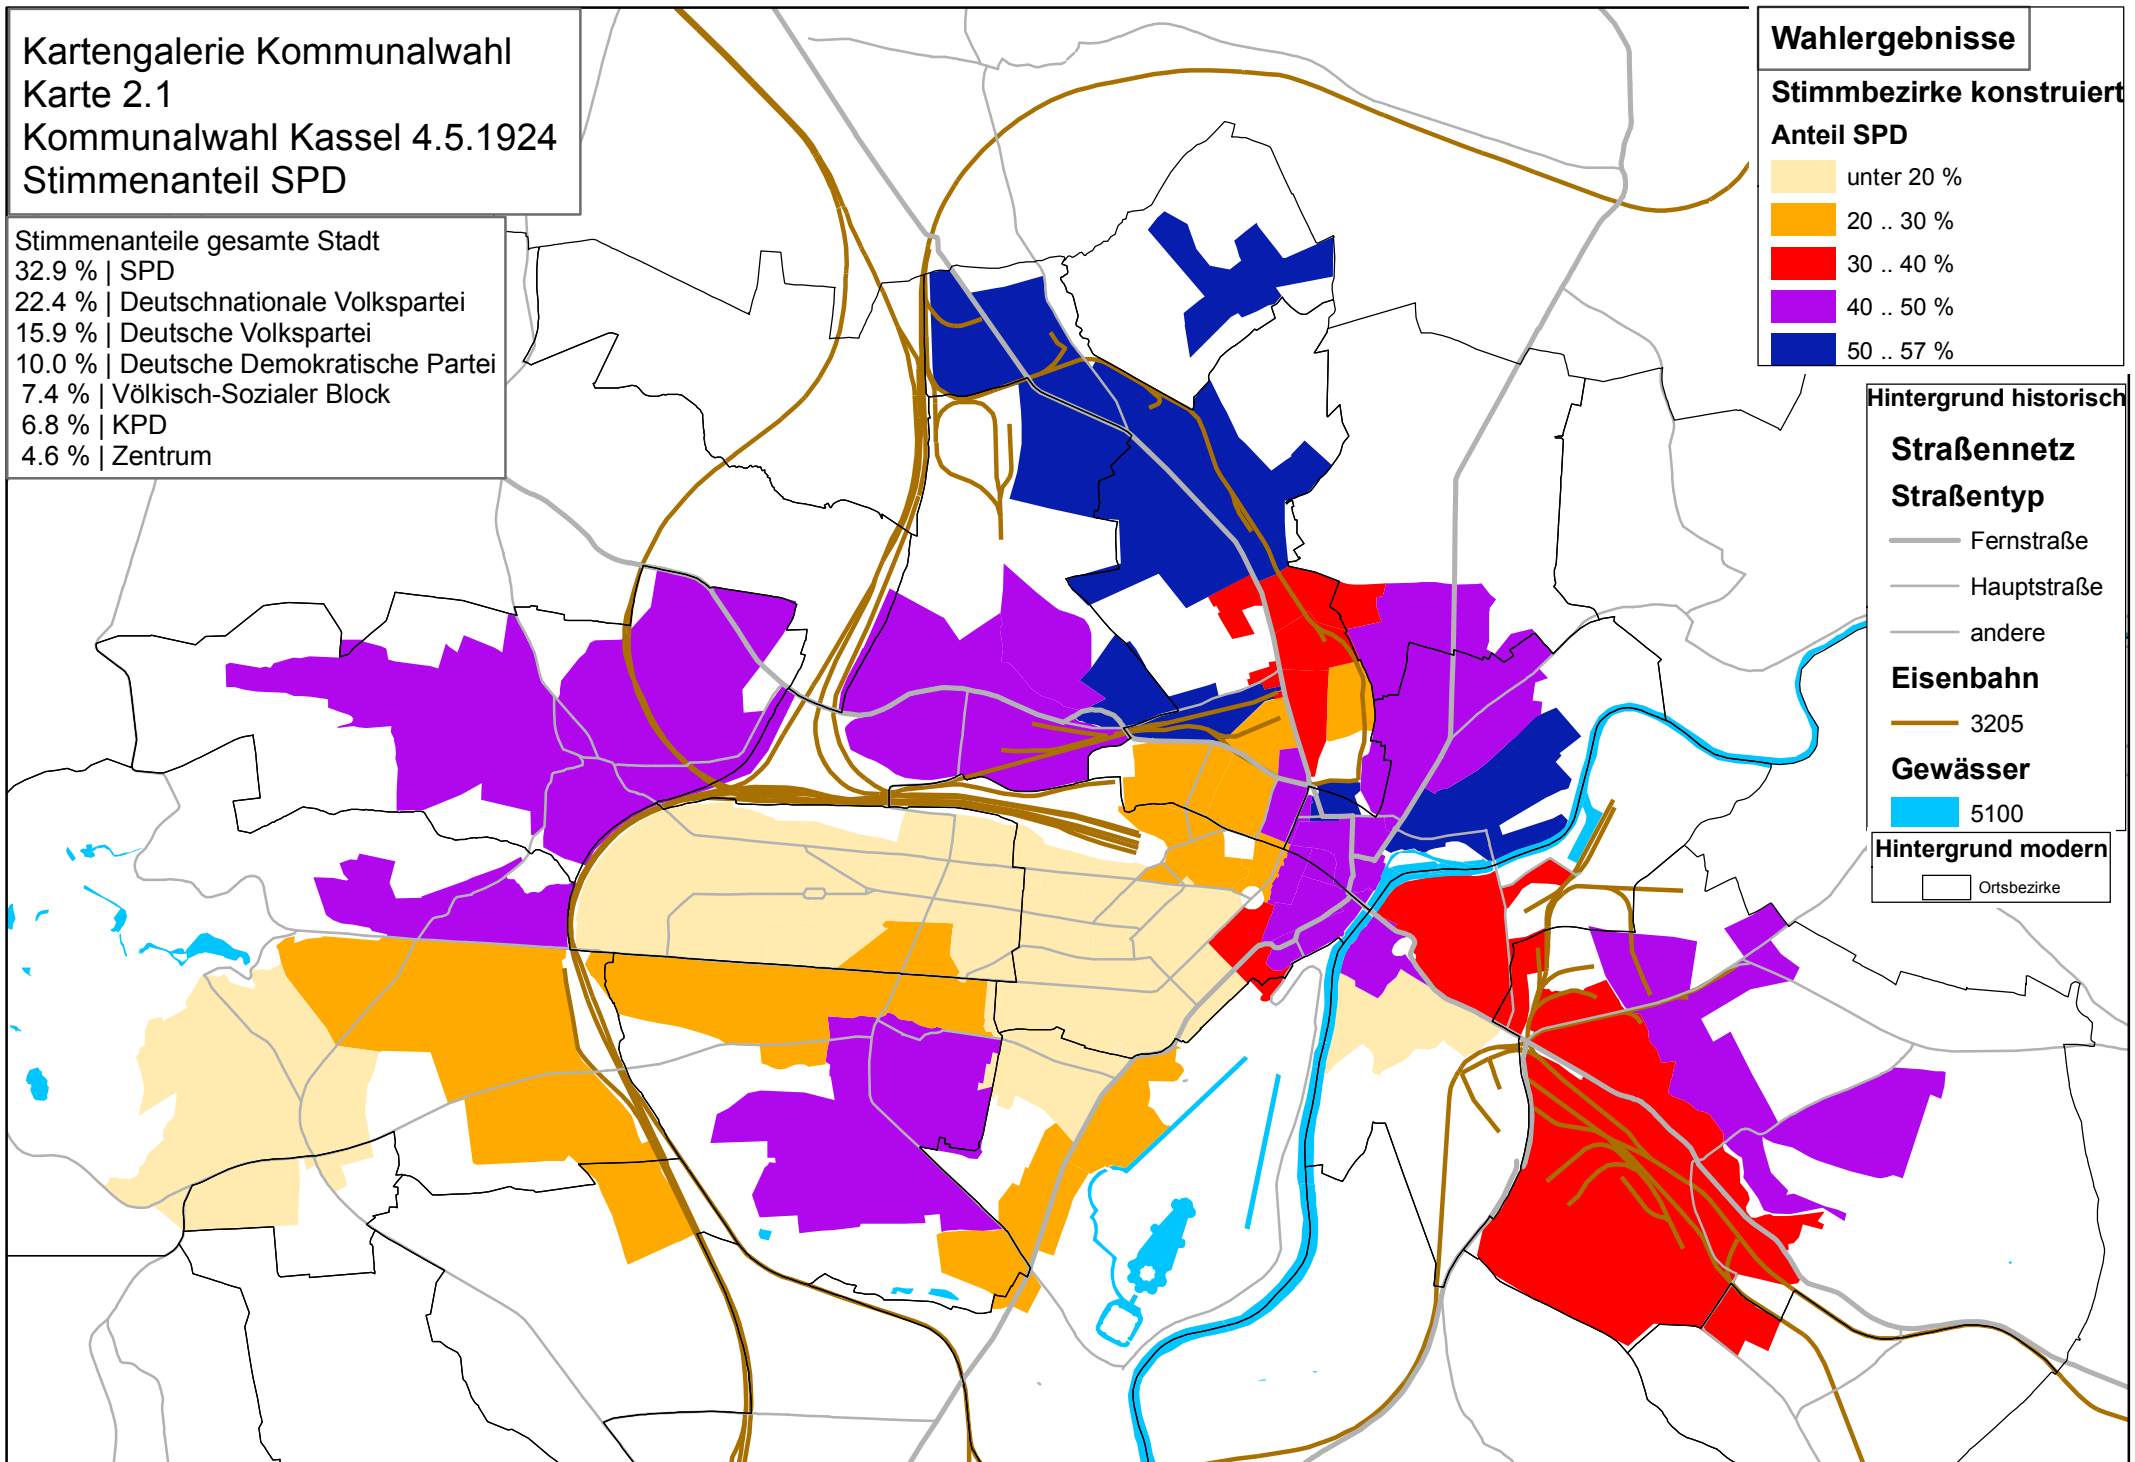 Kartengalerie Kommunalwahl
Karte 2.1
Kommunalwahl Kassel 4.5.1924
Stimmenanteil SPD
Stimmenanteile gesamte Stadt
32.9 % | SPD
22.4 % | Deutschnationale Volkspartei
15.9 % | Deutsche Volkspartei
10.0 % | Deutsche Demokratische Partei
7.4 % | Völkisch-Sozialer Block
6.8 % | KPD
4.6 % | Zentrum
Wahlergebnisse
Stimmbezirke konstruiert
Anteil SPD
unter 20 %
20 .. 30 %
30 .. 40 %
40 .. 50 %
50 .. 57 %
Hintergrund historisch
Straßennetz
Straßentyp
Fernstraße
Hauptstraße
andere
Eisenbahn
3205
Gewässer
5100
Hintergrund modern
Ortsbezirke